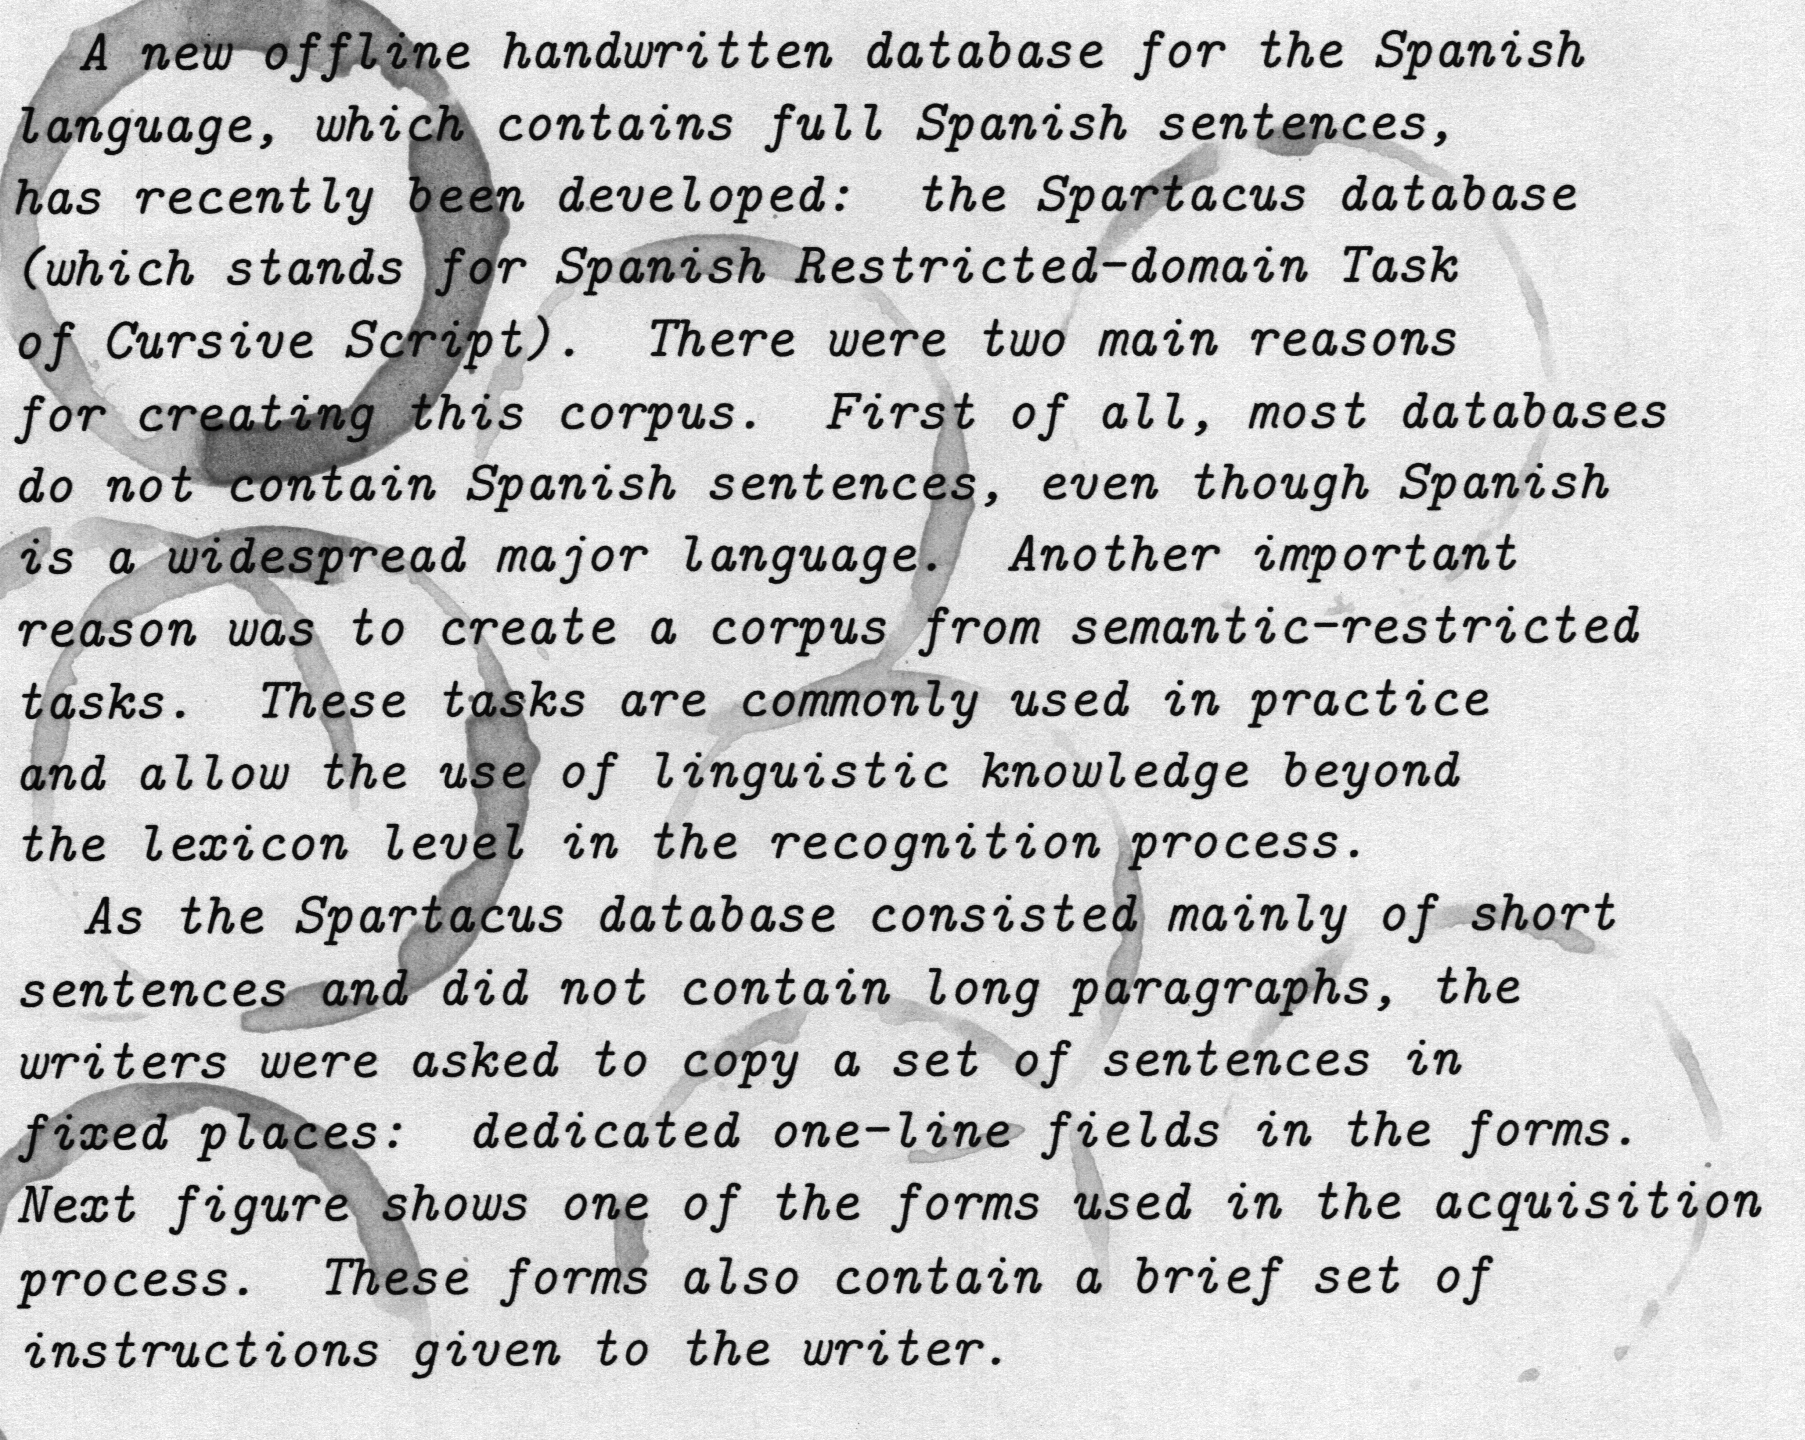 A new offline handwritten database for the Spanish
language, which contains full Spanish sentences,
has recently been developed: the Spartacus database
(which stands for Spanish Restricted-domain Task
of Cursive Script). There were two main reasons
for creating this corpus. First of all, most databases
do not contain Spanish sentences, even though Spanish
is a widespread major language. Another important
reason was to create a corpus from semantic-restricted
tasks. These tasks are commonly used in practice
and allow the use of linguistic knowledge beyond
the lexicon level in the recognition process.
As the Spartacus database consisted mainly of short
sentences and did not contain long paragraphs, the
writers were asked to copy a set of sentences in
fixed places: dedicated one-line fields in the forms.
Next figure shows one of the forms used in the acquisition
process. These forms also contain a brief set of
instructions given to the writer.